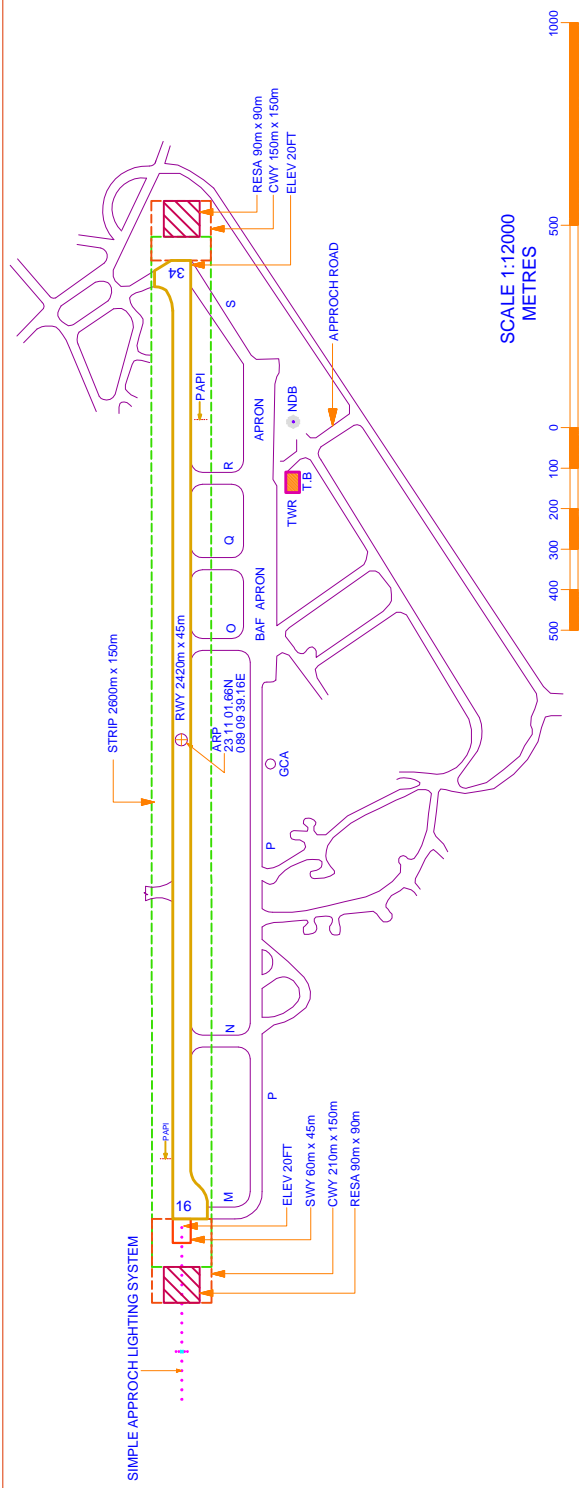 SIMPLE APPROCH LIGHTING SYSTEM
STRIP 2600m x 150m
PAPI
16
M
ELEV 20FT
SWY 60m x 45m
CWY 210m x 150m
RESA 90m x 90m
N
P
P
RWY 2420m x 45m
ARP
23 11 01.66N
089 09 39.16E
GCA
O
Q
R
S
BAF APRON
APRON
TWR
T.B
NDB
APPROCH ROAD
PAPI
34
RESA 90m x 90m
CWY 150m x 150m
ELEV 20FT
SCALE 1:12000
METRES
500 400 300 200 100 0 500 1000